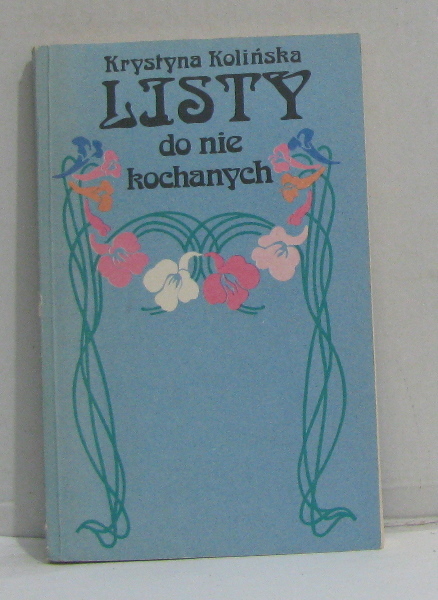 Krystyna Kolińska
LISTY
do nie
kochanych